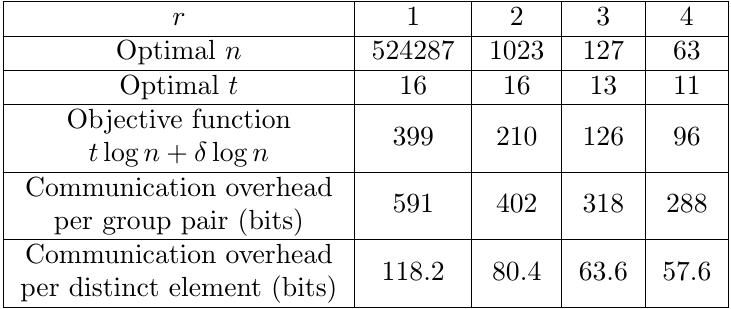 r 1 2 3 4
Optimal n 524287 1023 127 63
Optimal t 16 16 13 11
Objective function
t log n + δ log n 399 210 126 96
Communication overhead
per group pair (bits) 591 402 318 288
Communication overhead
per distinct element (bits) 118.2 80.4 63.6 57.6